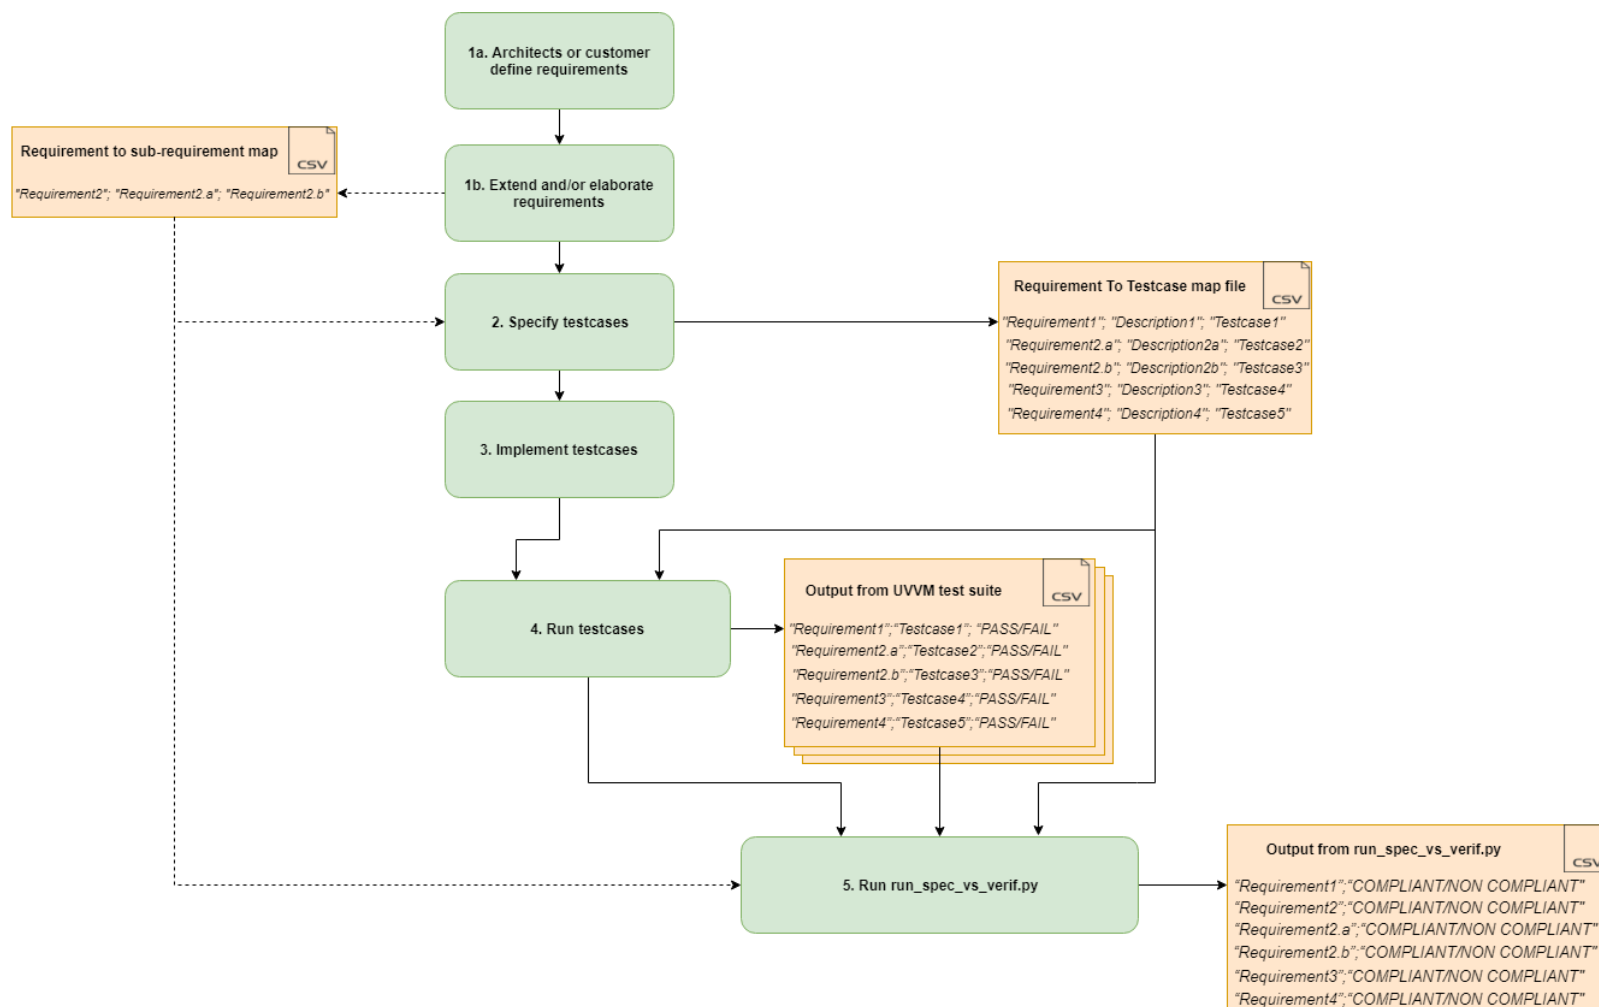 1a. Architects or customer
define requirements
Requirement to sub-requirement map
CSV
"Requirement2"; "Requirement2.a"; "Requirement2.b"
1b. Extend and/or elaborate
requirements
2. Specify testcases
Requirement To Testcase map file
CSV
"Requirement1"; "Description1"; "Testcase1"
"Requirement2.a"; "Description2a"; "Testcase2"
"Requirement2.b"; "Description2b"; "Testcase3"
"Requirement3"; "Description3"; "Testcase4"
"Requirement4"; "Description4"; "Testcase5"
3. Implement testcases
4. Run testcases
Output from UVVM test suite
CSV
"Requirement1”;“Testcase1”; “PASS/FAIL"
"Requirement2.a”;“Testcase2”;“PASS/FAIL"
"Requirement2.b”;“Testcase3”;“PASS/FAIL"
"Requirement3”;“Testcase4”;“PASS/FAIL"
"Requirement4”;“Testcase5”;“PASS/FAIL"
5. Run run_spec_vs_verif.py
Output from run_spec_vs_verif.py
CSV
“Requirement1”;“COMPLIANT/NON COMPLIANT"
“Requirement2”;“COMPLIANT/NON COMPLIANT"
“Requirement2.a”;“COMPLIANT/NON COMPLIANT"
“Requirement2.b”;“COMPLIANT/NON COMPLIANT"
“Requirement3”;“COMPLIANT/NON COMPLIANT"
“Requirement4”;“COMPLIANT/NON COMPLIANT"